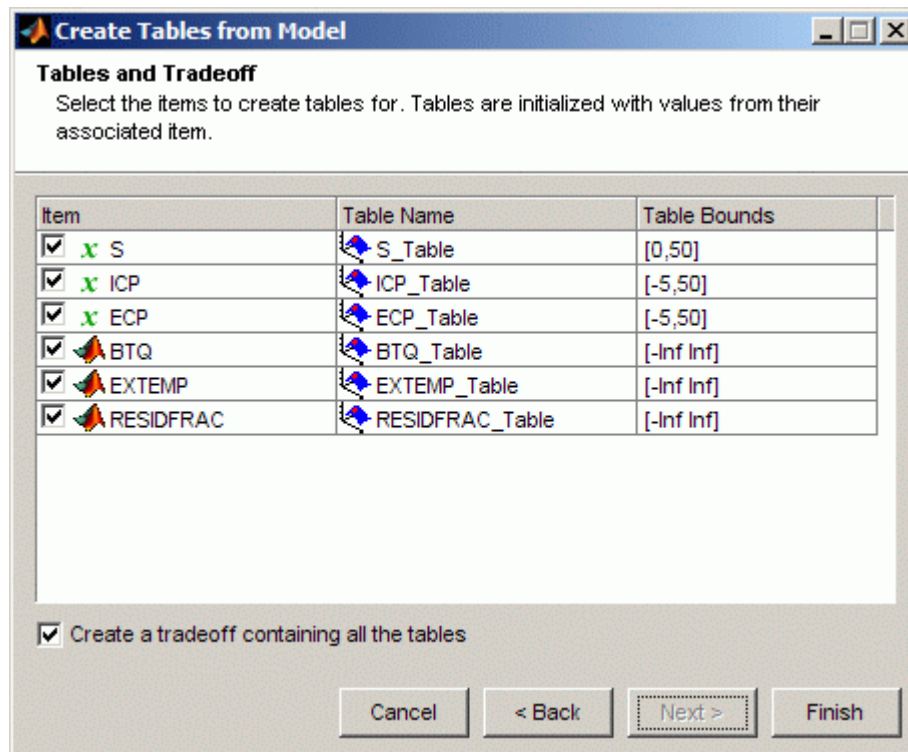 Create Tables from Model
Tables and Tradeoff
Select the items to create tables for. Tables are initialized with values from their
associated item.
Item Table Name Table Bounds
x S S_Table [0,50]
x ICP ICP_Table [-5,50]
x ECP ECP_Table [-5,50]
BTQ BTQ_Table [-Inf Inf]
EXTEMP EXTEMP_Table [-Inf Inf]
RESIDFRAC RESIDFRAC_Table [-Inf Inf]
Create a tradeoff containing all the tables
Cancel < Back Next > Finish